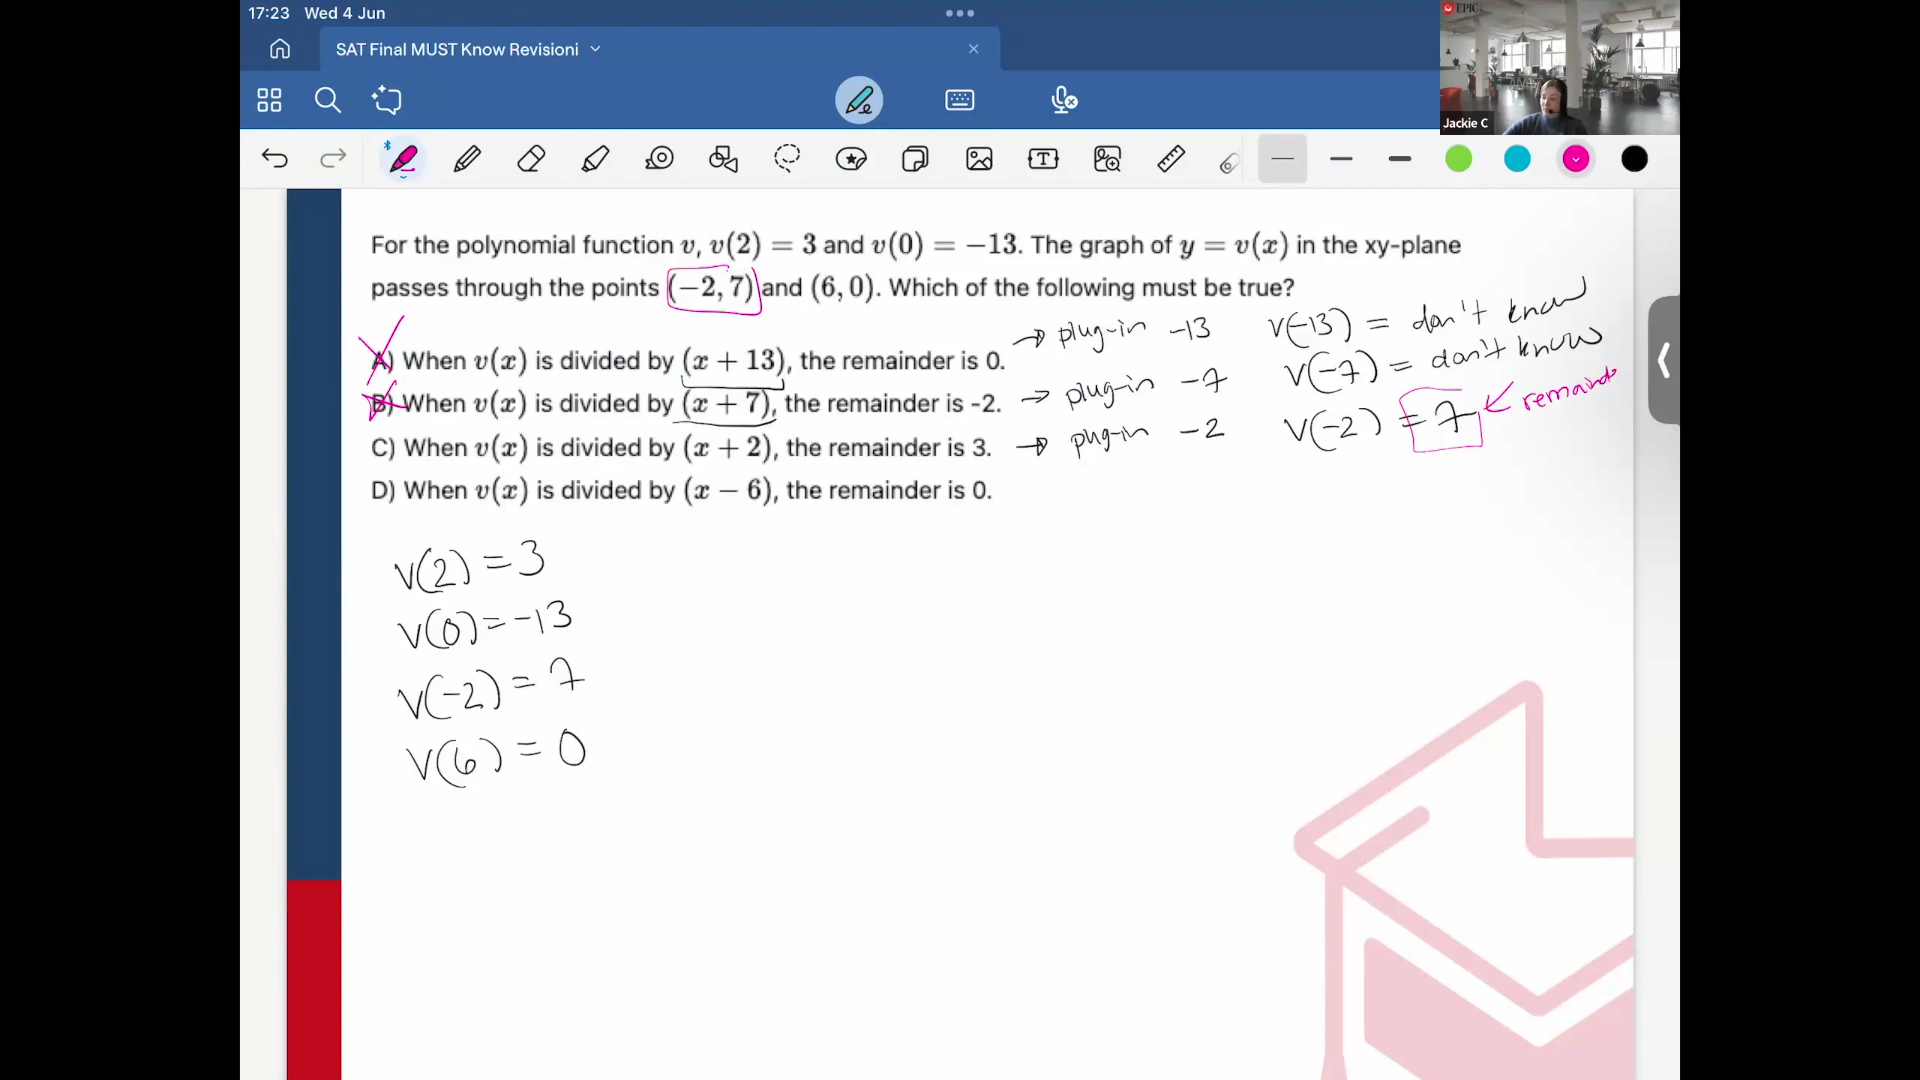 17:23 Wed 4 Jun
SAT Final MUST Know Revisioni
EPIC
Jackie C
For the polynomial function v, v(2) = 3 and v(0) = −13. The graph of y = v(x) in the xy-plane
passes through the points (−2, 7) and (6, 0). Which of the following must be true?
A) When v(x) is divided by (x + 13), the remainder is 0.
→ plug-in -13 v(-13) = don't know
B) When v(x) is divided by (x + 7), the remainder is -2.
→ plug-in -7 v(-7) = don't know
C) When v(x) is divided by (x + 2), the remainder is 3.
→ plug-in -2 v(-2) = 7 ← remainde
D) When v(x) is divided by (x − 6), the remainder is 0.
v(2) = 3
v(0) = -13
v(-2) = 7
v(6) = 0